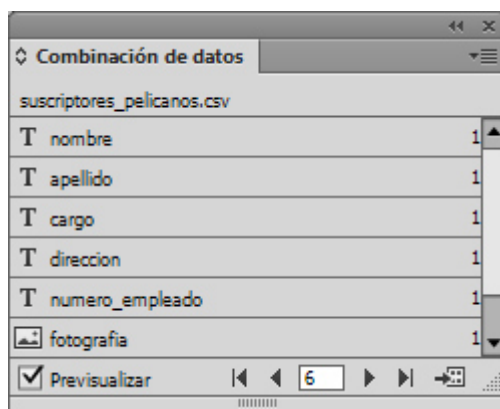 Combinación de datos
suscriptores_pelicanos.csv
T nombre 1
T apellido 1
T cargo 1
T direccion 1
T numero_empleado 1
fotografia 1
Previsualizar 6